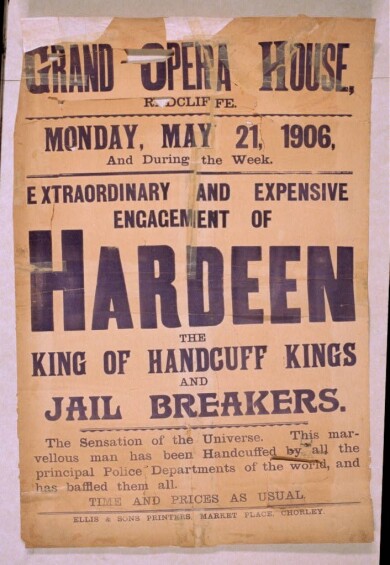 GRAND OPERA HOUSE,
RADCLIFFE.
MONDAY, MAY 21, 1906,
And During the Week.
EXTRAORDINARY AND EXPENSIVE
ENGAGEMENT OF
HARDEEN
THE
KING OF HANDCUFF KINGS
AND
JAIL BREAKERS.
The Sensation of the Universe. This mar-
vellous man has been Handcuffed by all the
principal Police Departments of the world, and
has baffled them all.
TIME AND PRICES AS USUAL.
ELLIS & SONS PRINTERS, MARKET PLACE, CHORLEY.